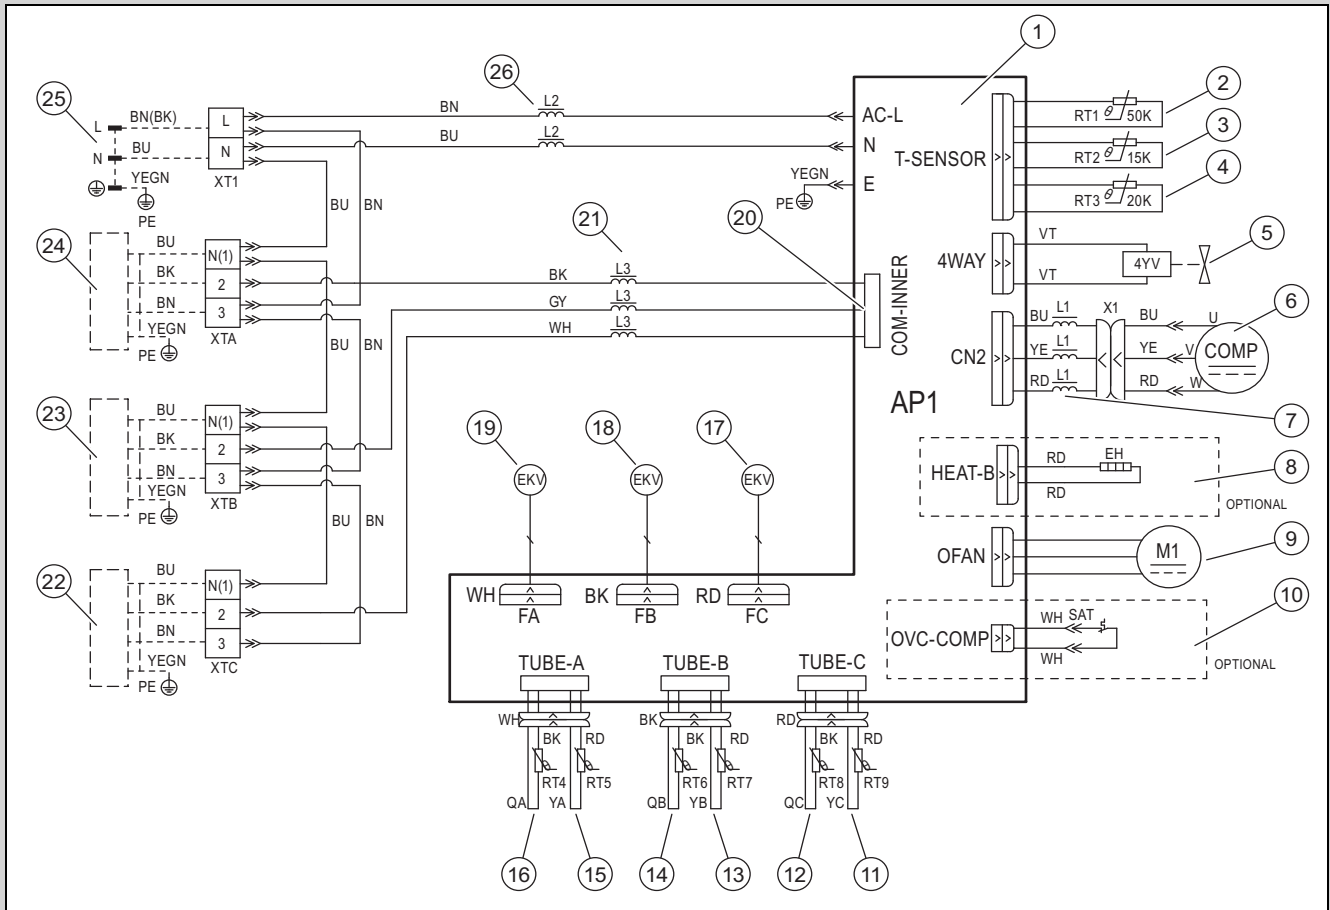 1
26
25
L2
BN
BN(BK)
L
L
AC-L
2
RT1
50K
L2
BU
N
BU
N
N
3
T-SENSOR
RT2
15K
YEGN
XT1
YEGN
E
4
PE
RT3
20K
PE
BU
BN
21
20
24
BU
N(1)
4WAY
VT
4YV
5
VT
BK
2
BK
L3
BN
3
GY
L3
YEGN
XTA
WH
L3
PE
COM-INNER
BU
BN
CN2
BU
L1
X1
BU
U
6
YE
L1
YE
V
COMP
RD
L1
RD
W
AP1
7
23
BU
N(1)
BK
2
BN
3
YEGN
XTB
PE
19
18
17
EKV
EKV
EKV
HEAT-B
RD
EH
8
RD
OPTIONAL
BU
BN
OFAN
M1
9
22
BU
N(1)
BK
2
BN
3
YEGN
XTC
PE
WH
FA
BK
FB
RD
FC
10
OVC-COMP
WH
SAT
WH
OPTIONAL
TUBE-A
TUBE-B
TUBE-C
WH
BK
RD
BK
RD
BK
RD
BK
RD
RT4
RT5
RT6
RT7
RT8
RT9
QA
YA
QB
YB
QC
YC
16
15
14
13
12
11